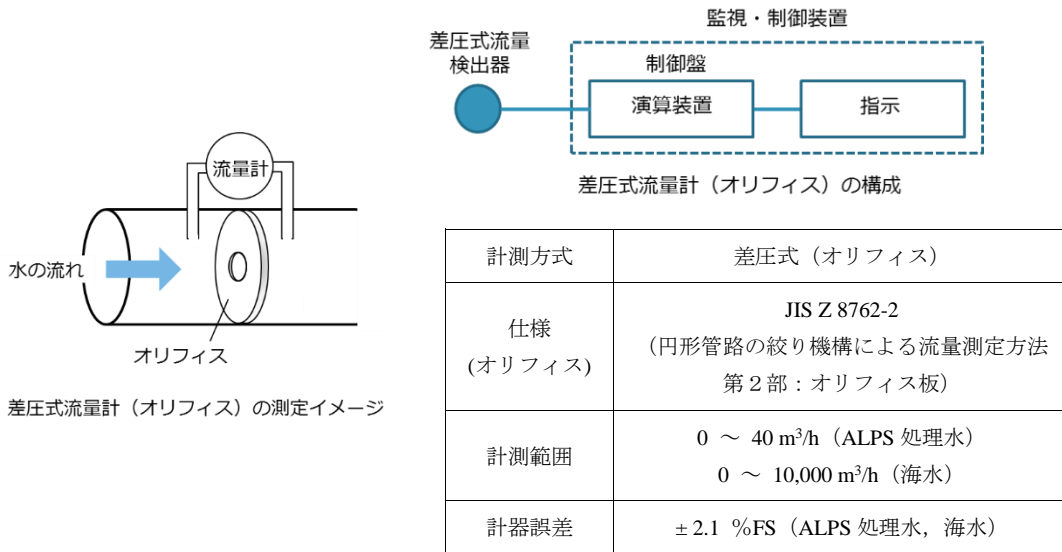 監視・制御装置
差圧式流量
検出器
制御盤
演算装置
指示
差圧式流量計（オリフィス）の構成
流量計
水の流れ
オリフィス
差圧式流量計（オリフィス）の測定イメージ
計測方式
差圧式（オリフィス）
仕様
(オリフィス)
JIS Z 8762-2
（円形管路の絞り機構による流量測定方法
第２部：オリフィス板）
計測範囲
0 ～ 40 m³/h（ALPS 処理水）
0 ～ 10,000 m³/h（海水）
計器誤差
± 2.1 %FS（ALPS 処理水，海水）